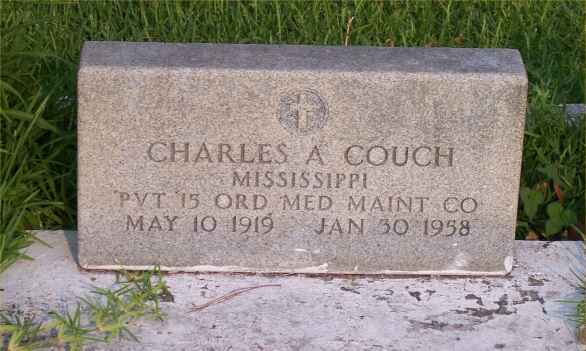 CHARLES A COUCH
MISSISSIPPI
PVT 15 ORD MED MAINT CO
MAY 10 1919 JAN 30 1958